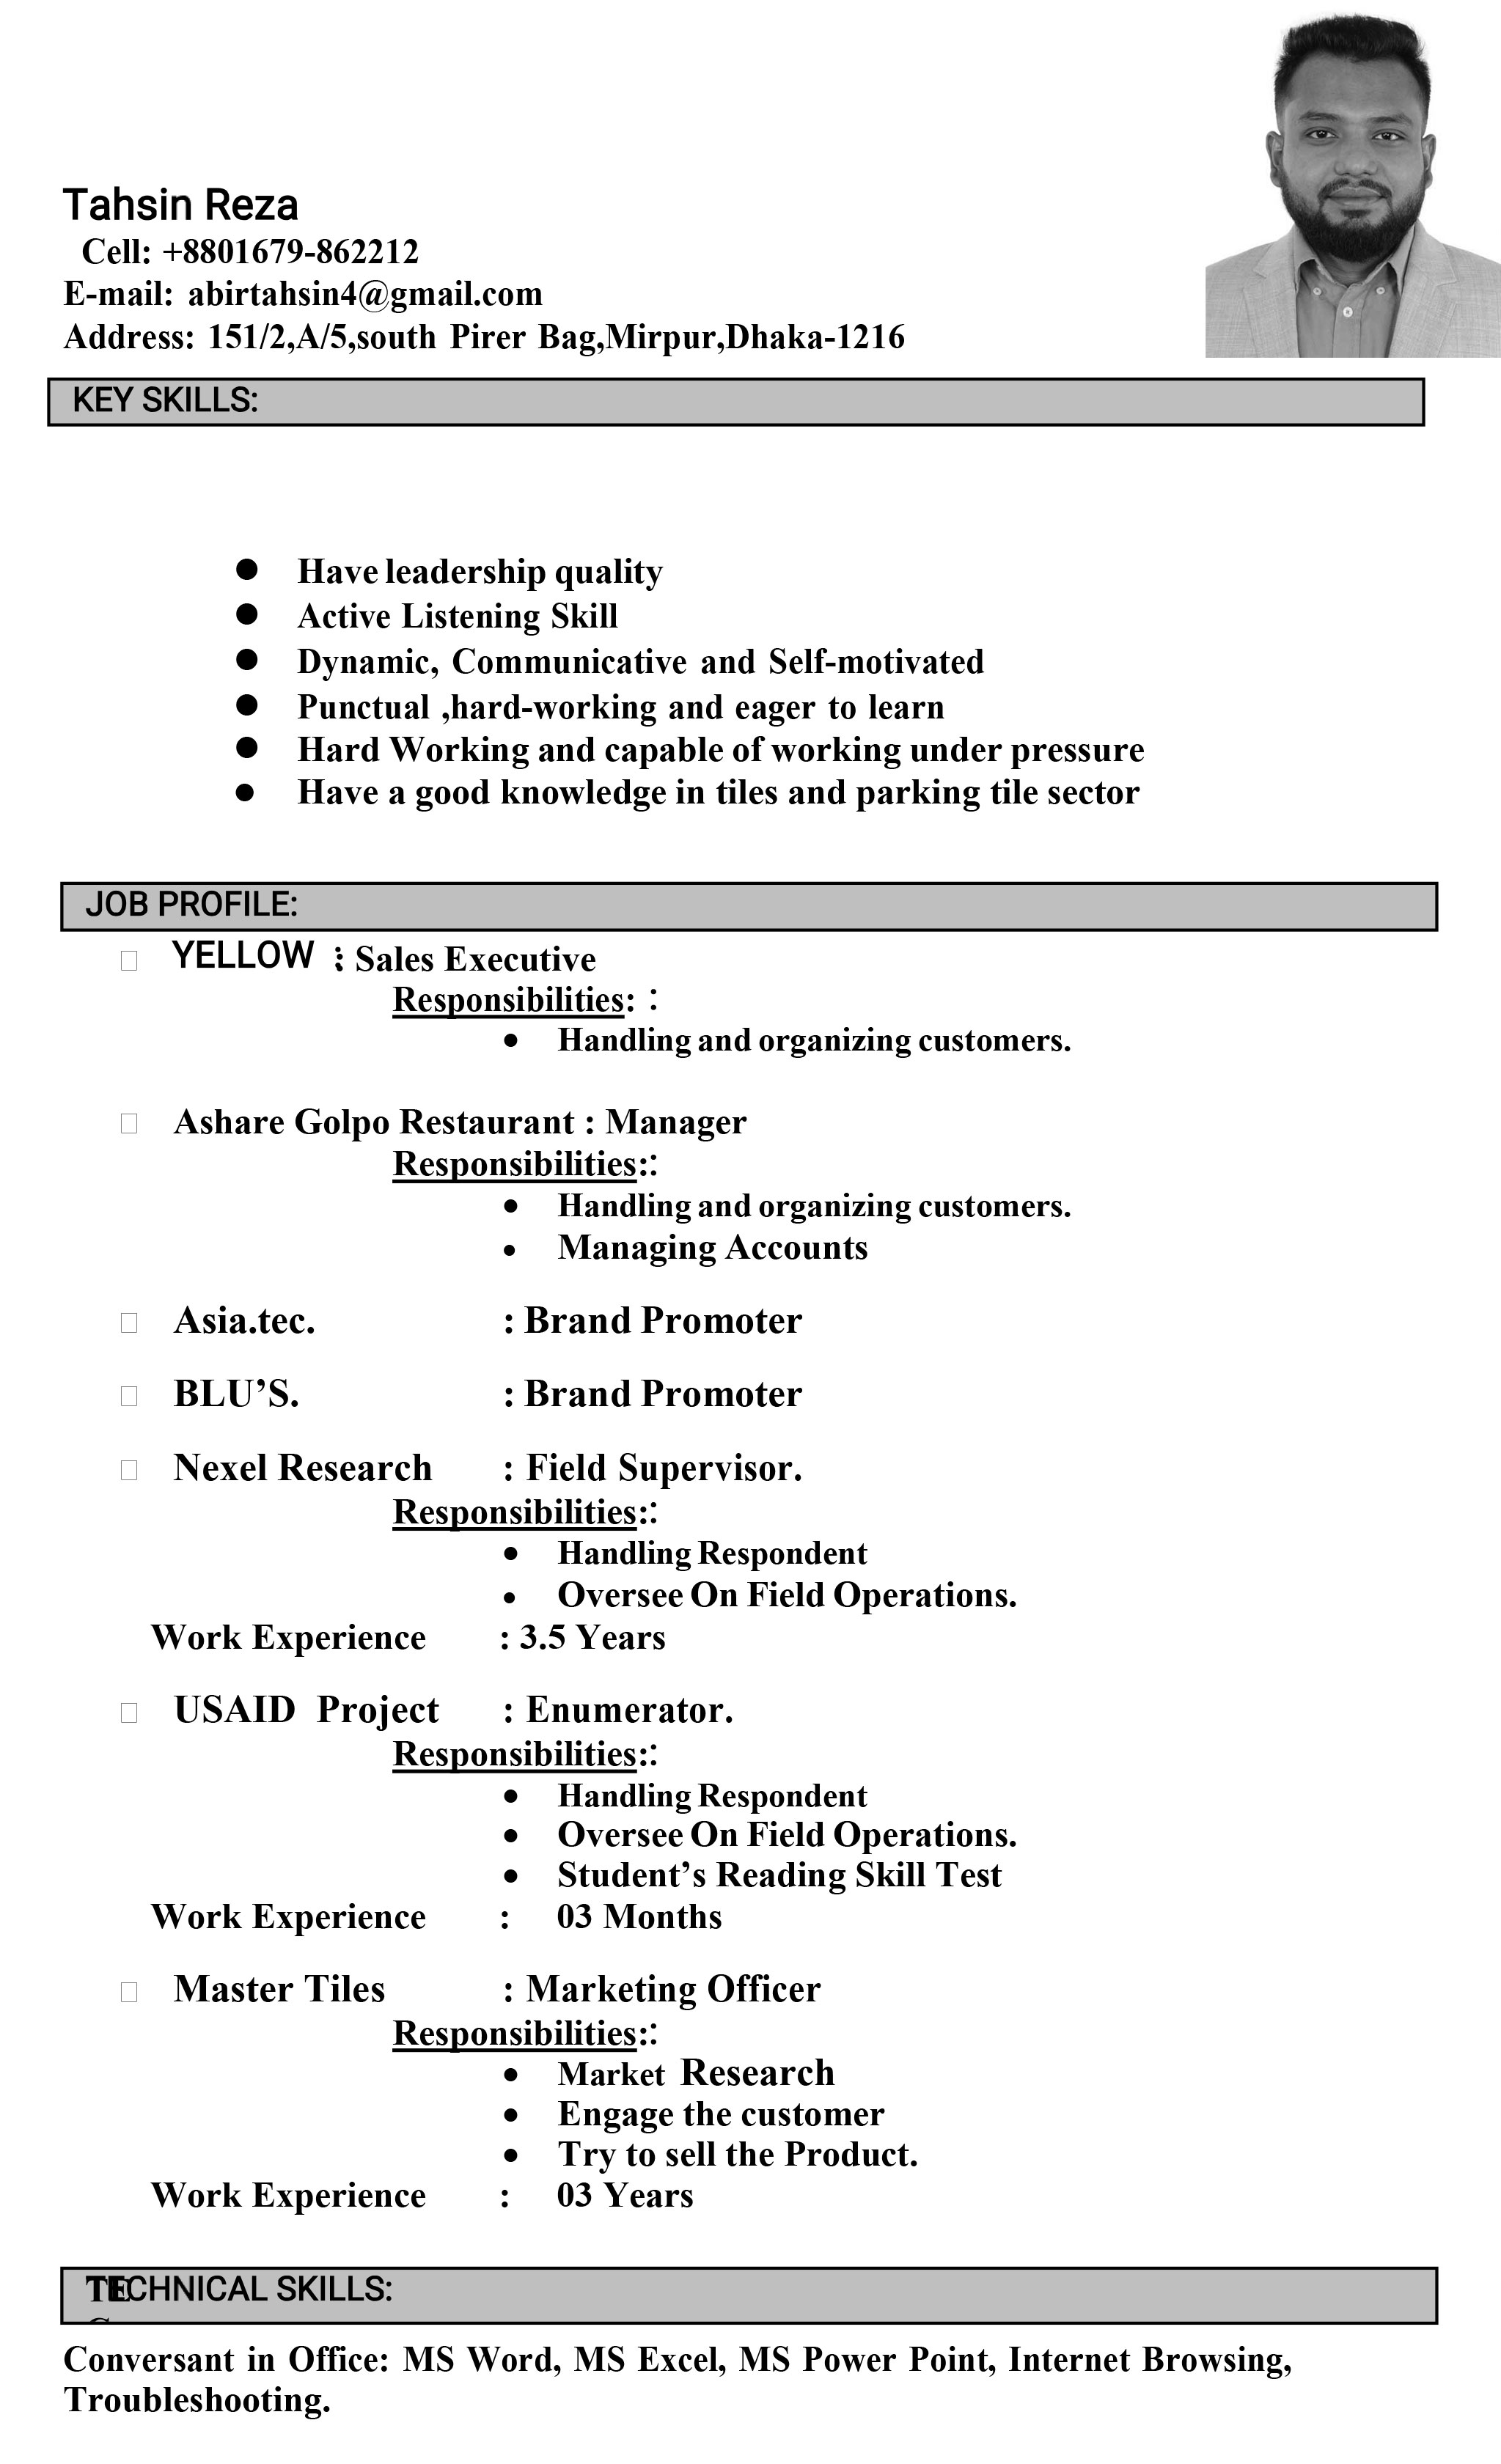 Tahsin Reza
Cell: +8801679-862212
E-mail: abirtahsin4@gmail.com
Address: 151/2,A/5,south Pirer Bag,Mirpur,Dhaka-1216
KEY SKILLS:
● Have leadership quality
● Active Listening Skill
● Dynamic, Communicative and Self-motivated
● Punctual ,hard-working and eager to learn
● Hard Working and capable of working under pressure
● Have a good knowledge in tiles and parking tile sector
JOB PROFILE:
YELLOW : Sales Executive
Responsibilities: :
• Handling and organizing customers.
Ashare Golpo Restaurant : Manager
Responsibilities::
• Handling and organizing customers.
• Managing Accounts
Asia.tec. : Brand Promoter
BLU’S. : Brand Promoter
Nexel Research : Field Supervisor.
Responsibilities::
• Handling Respondent
• Oversee On Field Operations.
Work Experience : 3.5 Years
USAID Project : Enumerator.
Responsibilities::
• Handling Respondent
• Oversee On Field Operations.
• Student’s Reading Skill Test
Work Experience : 03 Months
Master Tiles : Marketing Officer
Responsibilities::
• Market Research
• Engage the customer
• Try to sell the Product.
Work Experience : 03 Years
TECHNICAL SKILLS:
Conversant in Office: MS Word, MS Excel, MS Power Point, Internet Browsing,
Troubleshooting.